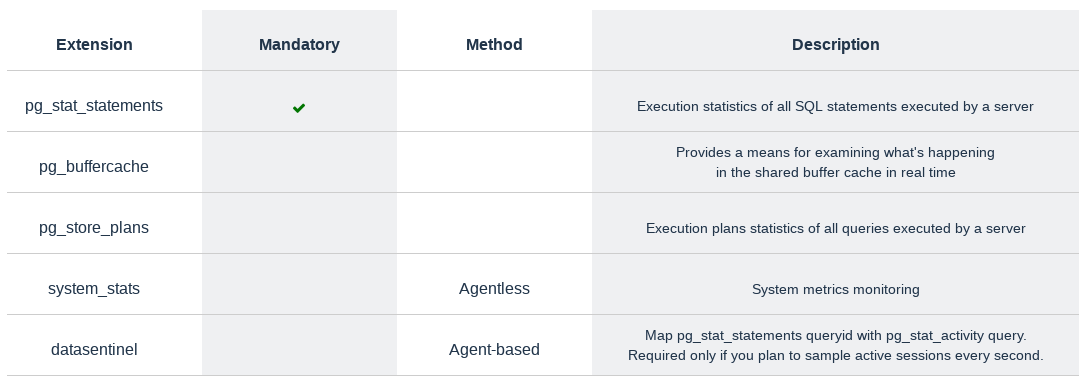 Extension Mandatory Method Description
pg_stat_statements ✓ Execution statistics of all SQL statements executed by a server
pg_buffercache Provides a means for examining what's happening
in the shared buffer cache in real time
pg_store_plans Execution plans statistics of all queries executed by a server
system_stats Agentless System metrics monitoring
datasentinel Agent-based Map pg_stat_statements queryid with pg_stat_activity query.
Required only if you plan to sample active sessions every second.